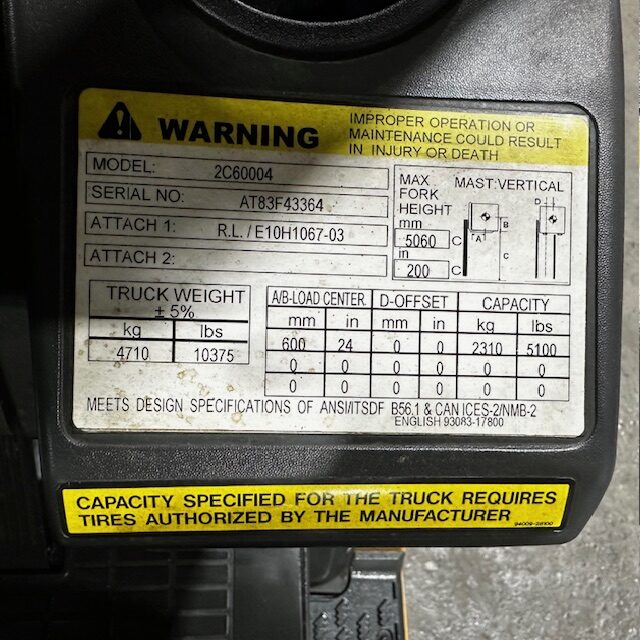 WARNING
IMPROPER OPERATION OR
MAINTENANCE COULD RESULT
IN INJURY OR DEATH
MODEL: 2C60004
SERIAL NO: AT83F43364
ATTACH 1: R.L. / E10H1067-03
ATTACH 2:
MAX MAST:VERTICAL
FORK
HEIGHT
mm
5060
in
200
D
B
A
C
C
TRUCK WEIGHT
± 5%
kg lbs
4710 10375
A/B-LOAD CENTER D-OFFSET CAPACITY
mm in mm in kg lbs
600 24 0 0 2310 5100
0 0 0 0 0 0
0 0 0 0 0 0
MEETS DESIGN SPECIFICATIONS OF ANSI/ITSDF B56.1 & CAN ICES-2/NMB-2
ENGLISH 93083-17800
CAPACITY SPECIFIED FOR THE TRUCK REQUIRES
TIRES AUTHORIZED BY THE MANUFACTURER